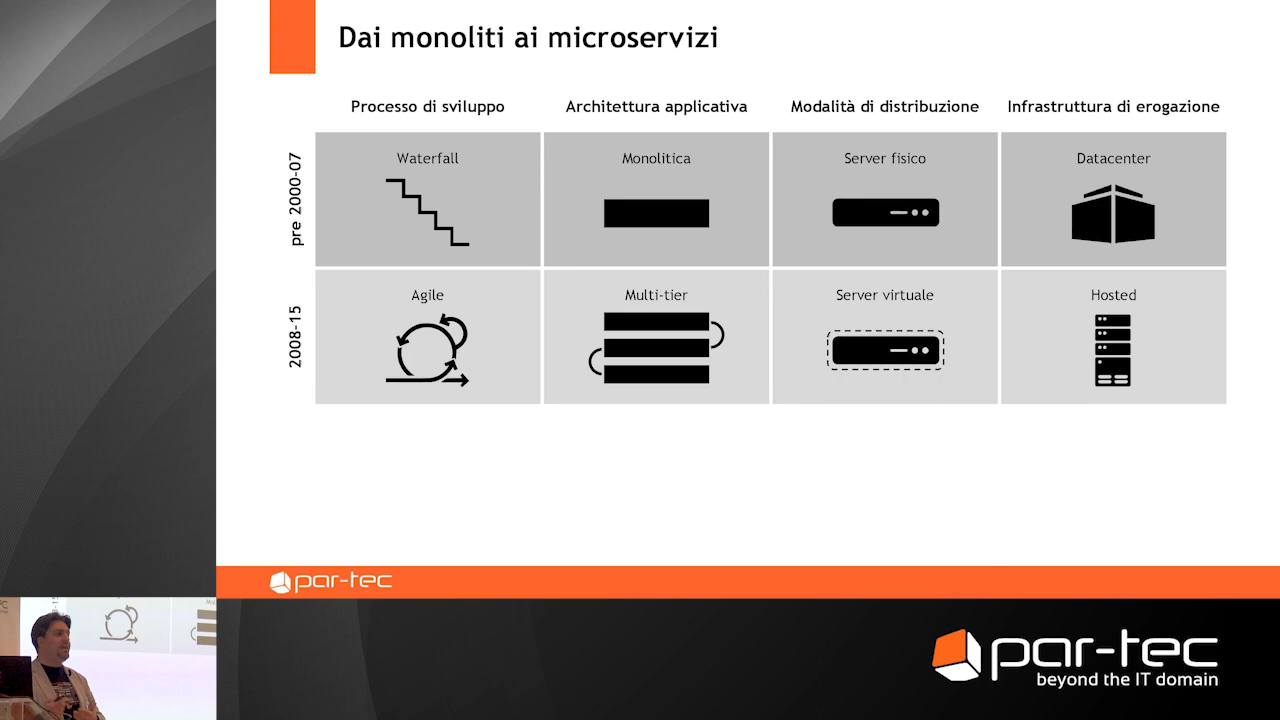 Dai monoliti ai microservizi
Processo di sviluppo
Architettura applicativa
Modalità di distribuzione
Infrastruttura di erogazione
pre 2000-07
Waterfall
Monolitica
Server fisico
Datacenter
2008-15
Agile
Multi-tier
Server virtuale
Hosted
par-tec
par-tec
beyond the IT domain